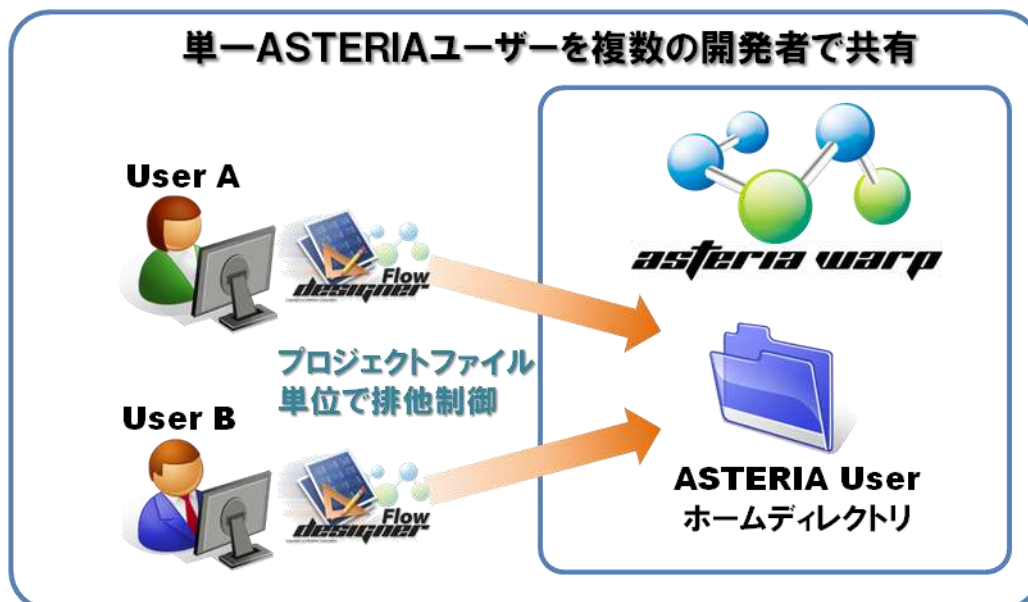 単一ASTERIAユーザーを複数の開発者で共有
User A
Flow
designer
プロジェクトファイル
単位で排他制御
User B
Flow
designer
asteria warp
ASTERIA User
ホームディレクトリ